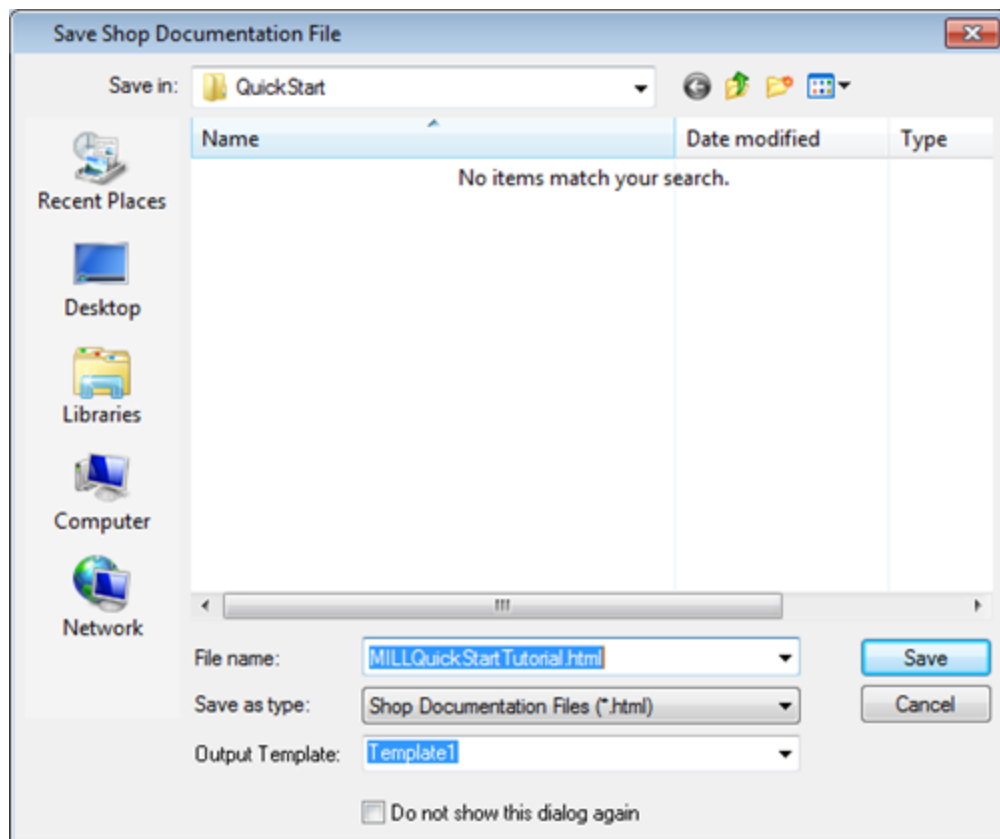 Save Shop Documentation File
Save in: QuickStart
Name Date modified Type
No items match your search.
Recent Places
Desktop
Libraries
Computer
Network
File name: MILLQuickStartTutorial.html Save
Save as type: Shop Documentation Files (*.html) Cancel
Output Template: Template1
Do not show this dialog again